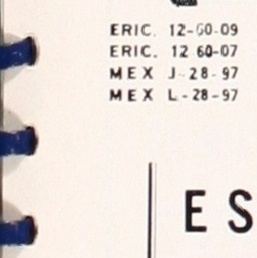 ERIC. 12-60-09
ERIC. 12 60-07
MEX J-28-97
MEX L-28-97
ES